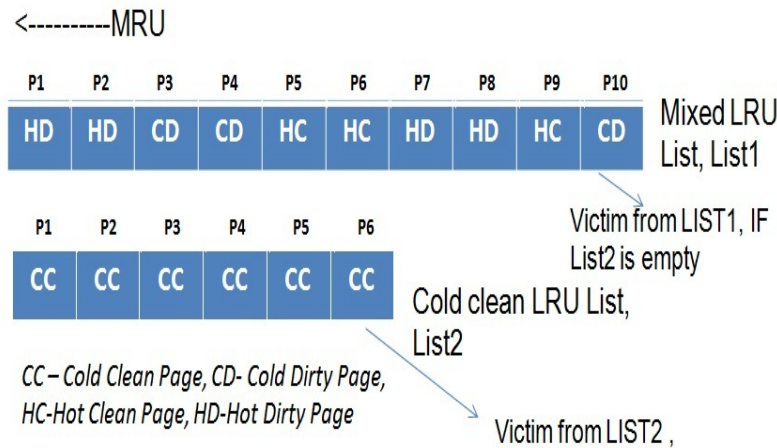 <----------MRU
P1 P2 P3 P4 P5 P6 P7 P8 P9 P10
HD HD CD CD HC HC HD HD HC CD
Mixed LRU
List, List1
Victim from LIST1, IF
List2 is empty
P1 P2 P3 P4 P5 P6
CC CC CC CC CC CC
Cold clean LRU List,
List2
CC – Cold Clean Page, CD- Cold Dirty Page,
HC-Hot Clean Page, HD-Hot Dirty Page
Victim from LIST2 ,